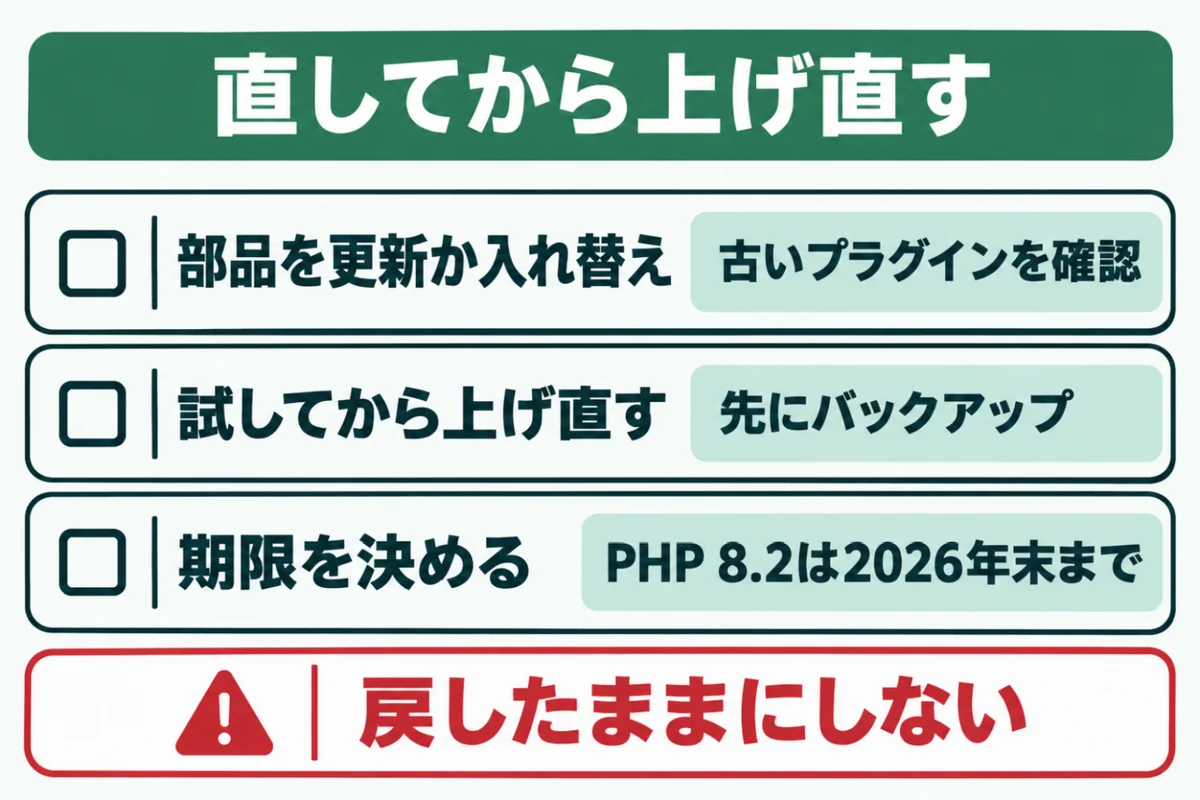 直してから上げ直す
部品を更新か入れ替え
古いプラグインを確認
試してから上げ直す
先にバックアップ
期限を決める
PHP 8.2は2026年末まで
戻したままにしない